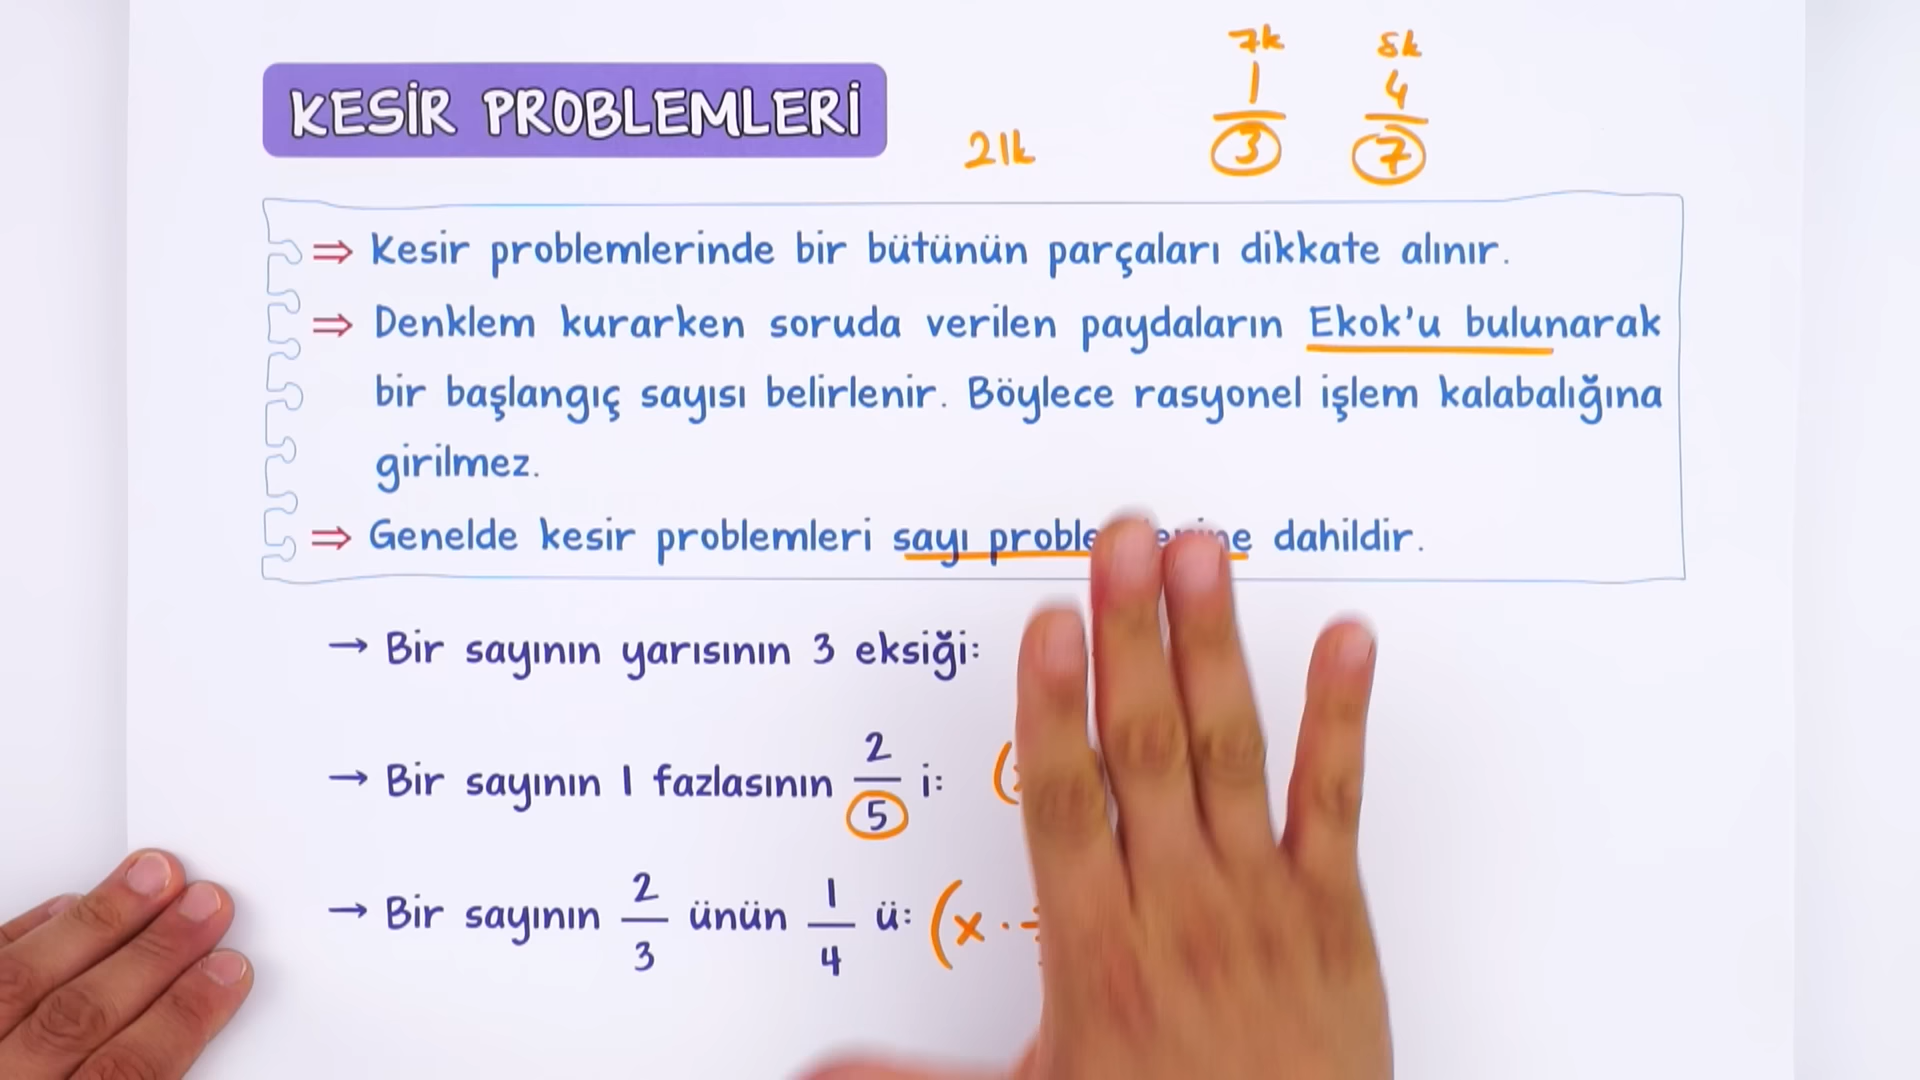 KESİR PROBLEMLERİ
21k
7k 8k
1 4
3 7
⇒ Kesir problemlerinde bir bütünün parçaları dikkate alınır.
⇒ Denklem kurarken soruda verilen paydaların Ekok'u bulunarak
bir başlangıç sayısı belirlenir. Böylece rasyonel işlem kalabalığına
girilmez.
⇒ Genelde kesir problemleri sayı dahildir.
→ Bir sayının yarısının 3 eksiği:
→ Bir sayının 1 fazlasının 2/5 i: (
→ Bir sayının 2/3 ünün 1/4 ü: (x ·